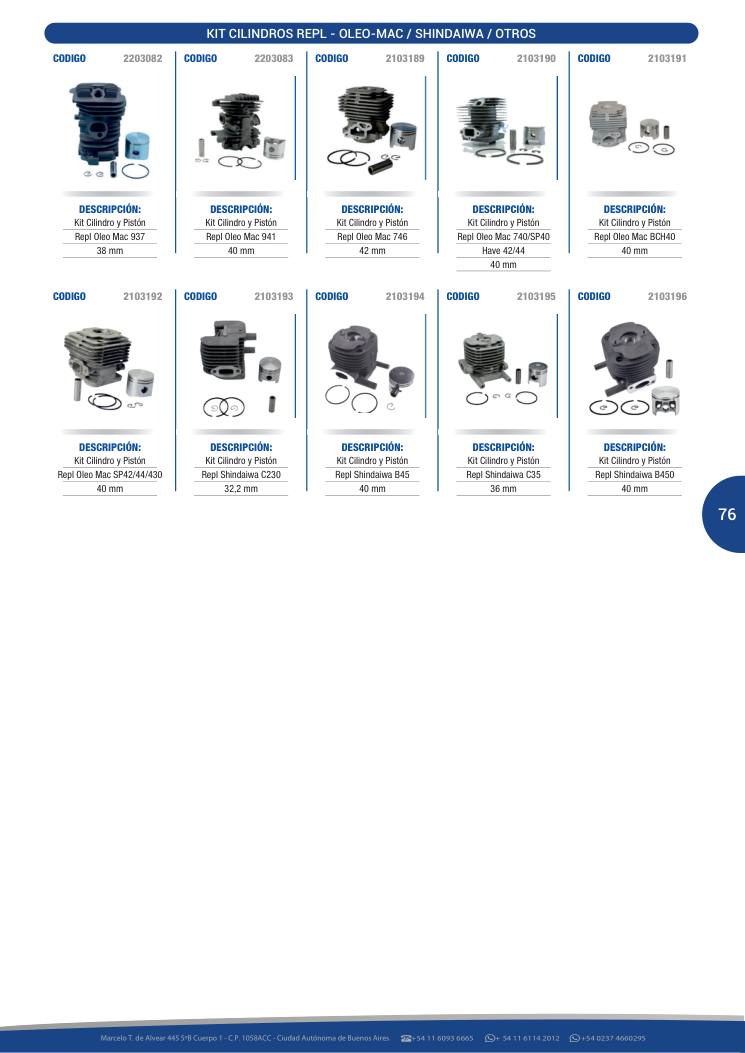 KIT CILINDROS REPL - OLEO-MAC / SHINDAIWA / OTROS
CODIGO 2203082
DESCRIPCIÓN:
Kit Cilindro y Pistón
Repl Oleo Mac 937
38 mm
CODIGO 2203083
DESCRIPCIÓN:
Kit Cilindro y Pistón
Repl Oleo Mac 941
40 mm
CODIGO 2103189
DESCRIPCIÓN:
Kit Cilindro y Pistón
Repl Oleo Mac 746
42 mm
CODIGO 2103190
DESCRIPCIÓN:
Kit Cilindro y Pistón
Repl Oleo Mac 740/SP40
Have 42/44
40 mm
CODIGO 2103191
DESCRIPCIÓN:
Kit Cilindro y Pistón
Repl Oleo Mac BCH40
40 mm
CODIGO 2103192
DESCRIPCIÓN:
Kit Cilindro y Pistón
Repl Oleo Mac SP42/44/430
40 mm
CODIGO 2103193
DESCRIPCIÓN:
Kit Cilindro y Pistón
Repl Shindaiwa C230
32,2 mm
CODIGO 2103194
DESCRIPCIÓN:
Kit Cilindro y Pistón
Repl Shindaiwa B45
40 mm
CODIGO 2103195
DESCRIPCIÓN:
Kit Cilindro y Pistón
Repl Shindaiwa C35
36 mm
CODIGO 2103196
DESCRIPCIÓN:
Kit Cilindro y Pistón
Repl Shindaiwa B450
40 mm
76
Marcelo T. de Alvear 445 5ºB Cuerpo 1 - C.P. 1058ACC - Ciudad Autónoma de Buenos Aires. +54 11 6093 6665 + 54 11 6114 2012 +54 0237 4660295